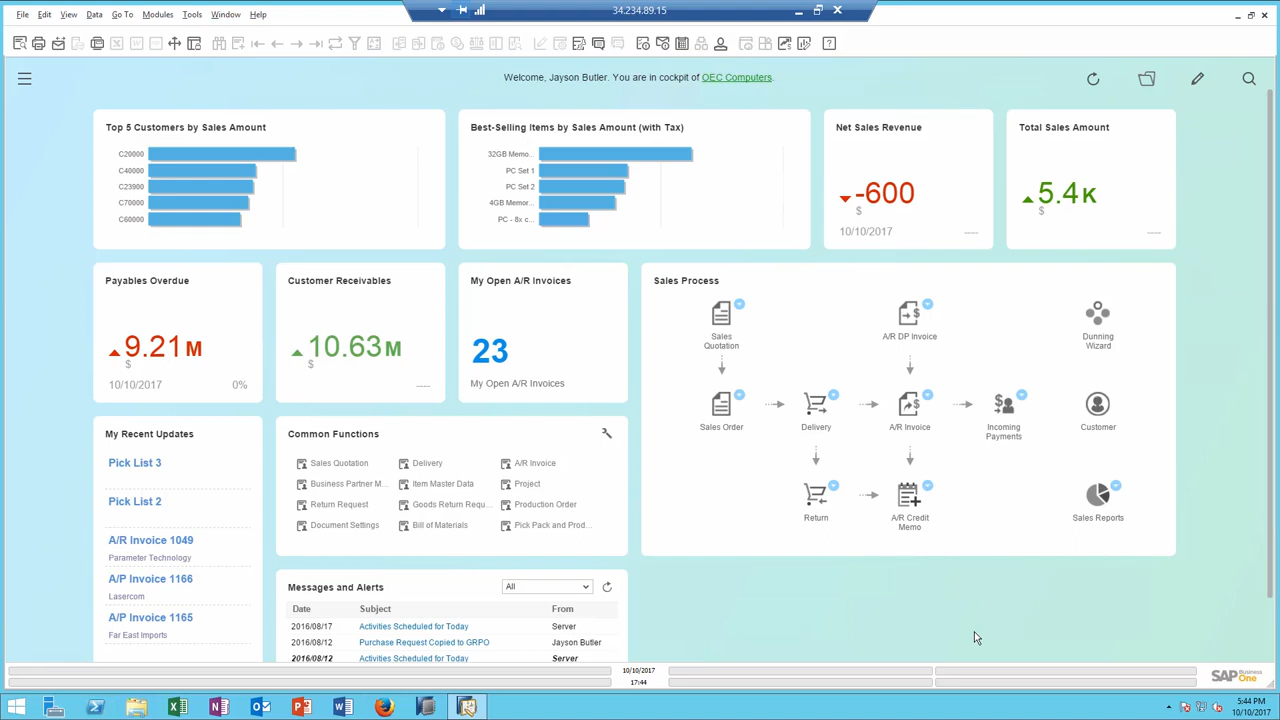 34.234.89.15
File Edit View Data Go To Modules Tools Window Help
Welcome, Jayson Butler. You are in cockpit of OEC Computers.
Top 5 Customers by Sales Amount
C20000
C40000
C23900
C70000
C60000
Best-Selling Items by Sales Amount (with Tax)
32GB Memo...
PC Set 1
PC Set 2
4GB Memor...
PC - 8x c...
Net Sales Revenue
-600
$
10/10/2017 ----
Total Sales Amount
5.4K
$
----
Payables Overdue
9.21M
$
10/10/2017 0%
Customer Receivables
10.63M
$
----
My Open A/R Invoices
23
My Open A/R Invoices
Sales Process
Sales
Quotation
A/R DP Invoice
Dunning
Wizard
Sales Order
Delivery
A/R Invoice
Incoming
Payments
Customer
Return
A/R Credit
Memo
Sales Reports
My Recent Updates
Pick List 3
Pick List 2
A/R Invoice 1049
Parameter Technology
A/P Invoice 1166
Lasercom
A/P Invoice 1165
Far East Imports
Common Functions
Sales Quotation Delivery A/R Invoice
Business Partner M... Item Master Data Project
Return Request Goods Return Requ... Production Order
Document Settings Bill of Materials Pick Pack and Prod...
Messages and Alerts All
Date Subject From
2016/08/17 Activities Scheduled for Today Server
2016/08/12 Purchase Request Copied to GRPO Jayson Butler
2016/08/12 Activities Scheduled for Today Server
10/10/2017
17:44
SAP Business One
5:44 PM
10/10/2017